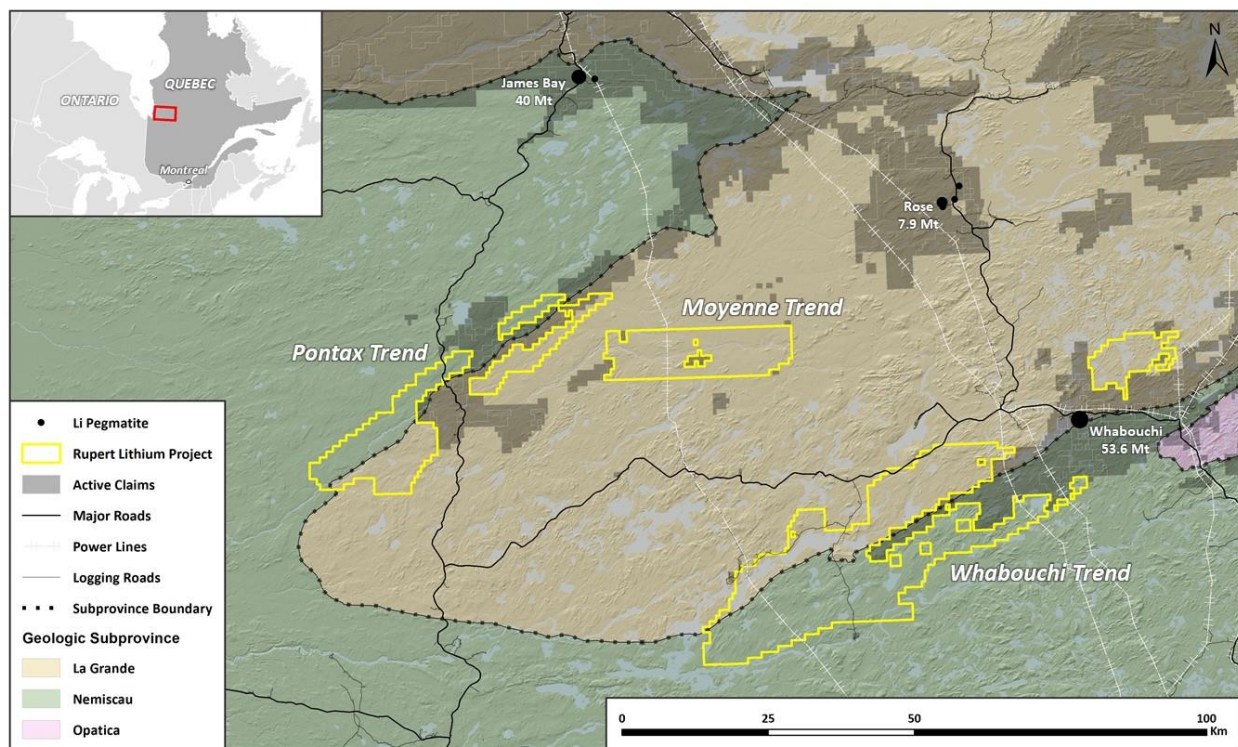 QUEBEC
ONTARIO
Montreal
N
James Bay
40 Mt
Rose
7.9 Mt
Moyenne Trend
Pontax Trend
Whabouchi
53.6 Mt
Whabouchi Trend
Li Pegmatite
Rupert Lithium Project
Active Claims
Major Roads
Power Lines
Logging Roads
Subprovince Boundary
Geologic Subprovince
La Grande
Nemiscau
Opatica
0 25 50 100
Km